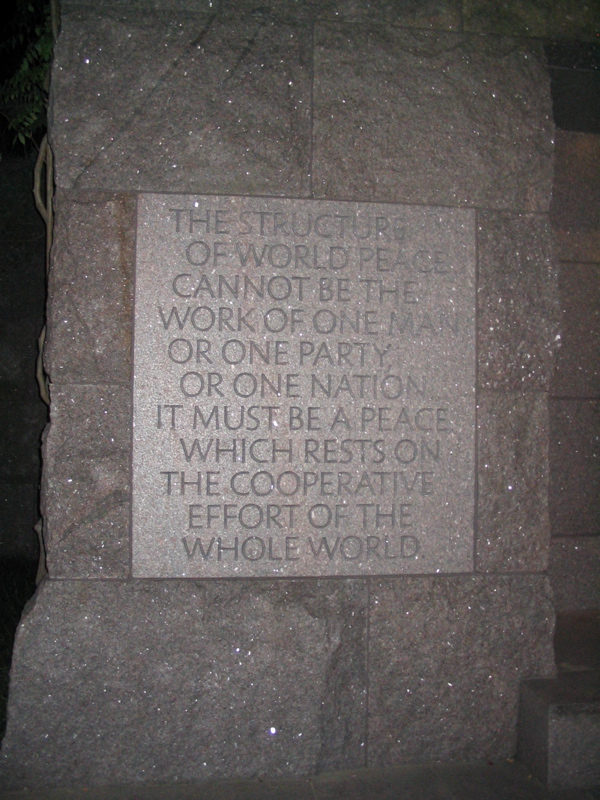 THE STRUCTURE
OF WORLD PEACE
CANNOT BE THE
WORK OF ONE MAN,
OR ONE PARTY,
OR ONE NATION...
IT MUST BE A PEACE
WHICH RESTS ON
THE COOPERATIVE
EFFORT OF THE
WHOLE WORLD.